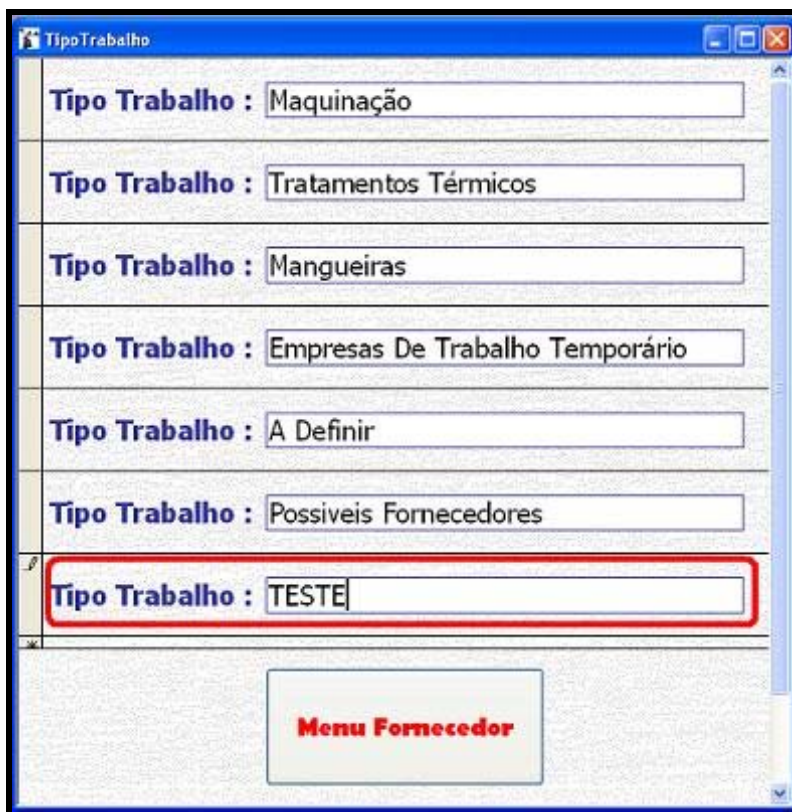 TipoTrabalho
Tipo Trabalho : Maquinação
Tipo Trabalho : Tratamentos Térmicos
Tipo Trabalho : Mangueiras
Tipo Trabalho : Empresas De Trabalho Temporário
Tipo Trabalho : A Definir
Tipo Trabalho : Possiveis Fornecedores
Tipo Trabalho : TESTE
Menu Fornecedor